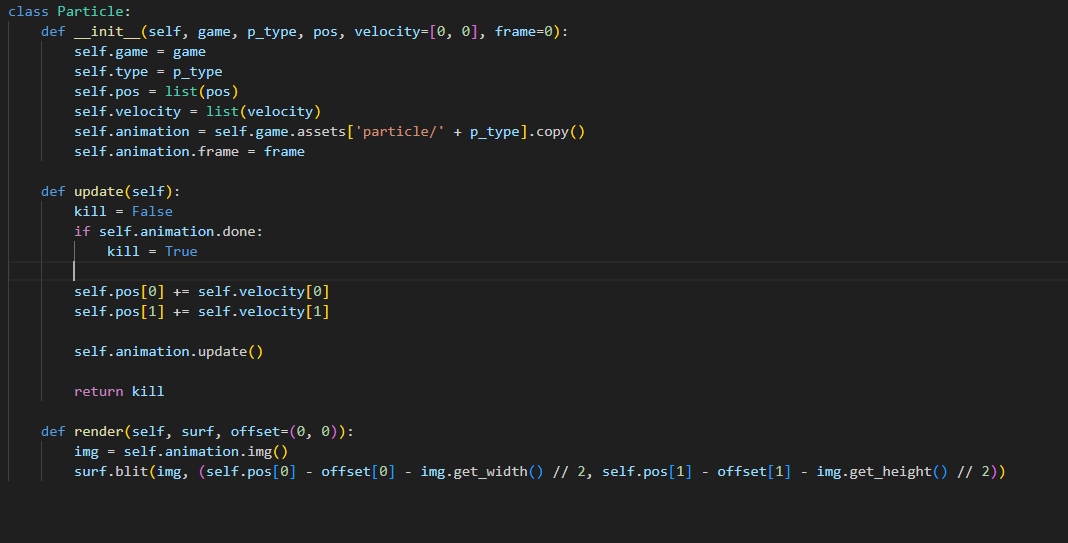 class Particle:
    def __init__(self, game, p_type, pos, velocity=[0, 0], frame=0):
        self.game = game
        self.type = p_type
        self.pos = list(pos)
        self.velocity = list(velocity)
        self.animation = self.game.assets['particle/' + p_type].copy()
        self.animation.frame = frame

    def update(self):
        kill = False
        if self.animation.done:
            kill = True

        self.pos[0] += self.velocity[0]
        self.pos[1] += self.velocity[1]

        self.animation.update()

        return kill

    def render(self, surf, offset=(0, 0)):
        img = self.animation.img()
        surf.blit(img, (self.pos[0] - offset[0] - img.get_width() // 2, self.pos[1] - offset[1] - img.get_height() // 2))